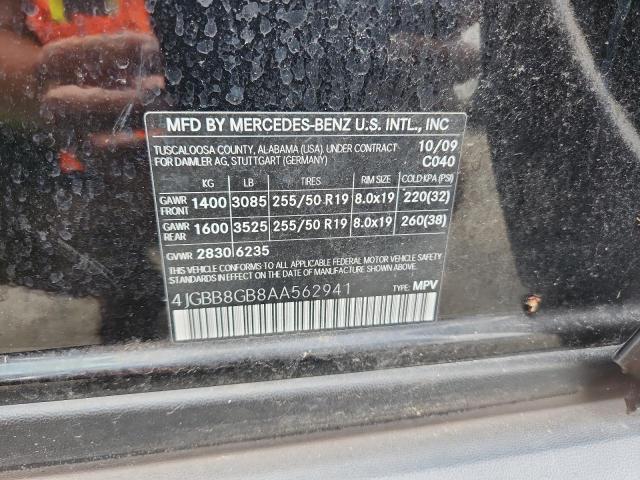 MFD BY MERCEDES-BENZ U.S. INTL., INC
TUSCALOOSA COUNTY, ALABAMA (USA) UNDER CONTRACT 10/09
FOR DAIMLER AG, STUTTGART (GERMANY) C040
KG LB TIRES RIM SIZE COLD KPA (PSI)
GAWR FRONT 1400 3085 255/50 R19 8.0x19 220(32)
GAWR REAR 1600 3525 255/50 R19 8.0x19 260(38)
GVWR 2830 6235
THIS VEHICLE CONFORMS TO ALL APPLICABLE FEDERAL MOTOR VEHICLE SAFETY
STANDARDS IN EFFECT ON THE DATE OF MANUFACTURE SHOWN ABOVE.
4JGBB8GB8AA562941 TYPE: MPV